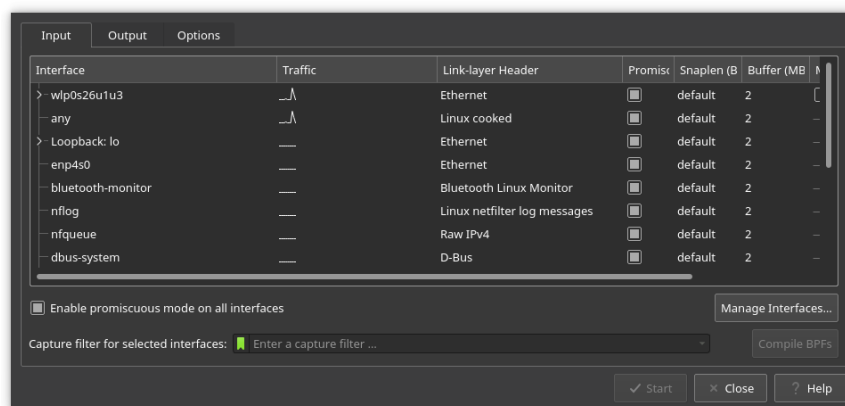 Input Output Options
Interface Traffic Link-layer Header Promisc Snaplen (B Buffer (MB
wlp0s26u1u3 Ethernet default 2
any Linux cooked default 2 —
Loopback: lo Ethernet default 2 —
enp4s0 Ethernet default 2 —
bluetooth-monitor Bluetooth Linux Monitor default 2 —
nflog Linux netfilter log messages default 2 —
nfqueue Raw IPv4 default 2 —
dbus-system D-Bus default 2 —
Enable promiscuous mode on all interfaces Manage Interfaces...
Capture filter for selected interfaces: Enter a capture filter ... Compile BPFs
Start Close Help